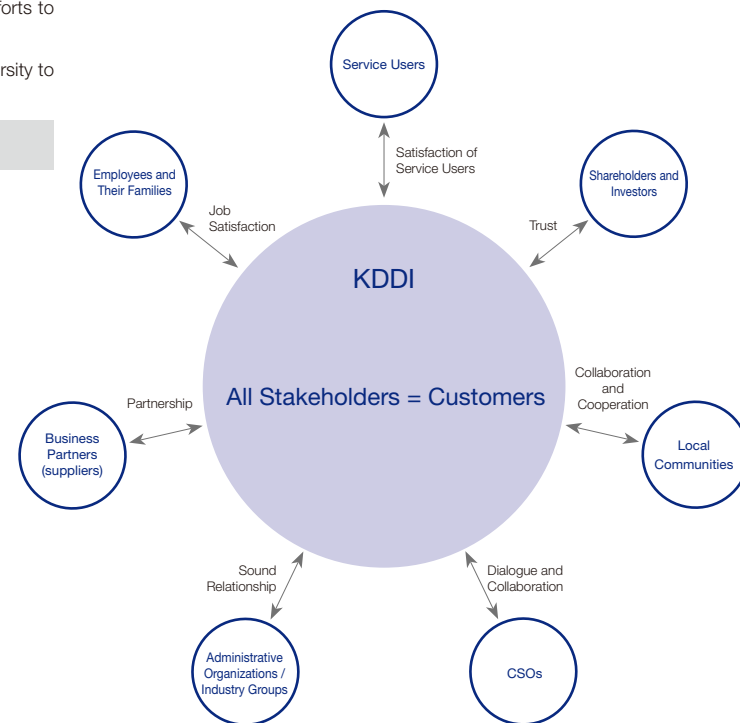 forts to
rsity to
Service Users
Satisfaction of
Service Users
Employees and
Their Families
Job
Satisfaction
Shareholders and
Investors
Trust
KDDI
All Stakeholders = Customers
Partnership
Business
Partners
(suppliers)
Collaboration
and
Cooperation
Local
Communities
Sound
Relationship
Administrative
Organizations /
Industry Groups
Dialogue and
Collaboration
CSOs